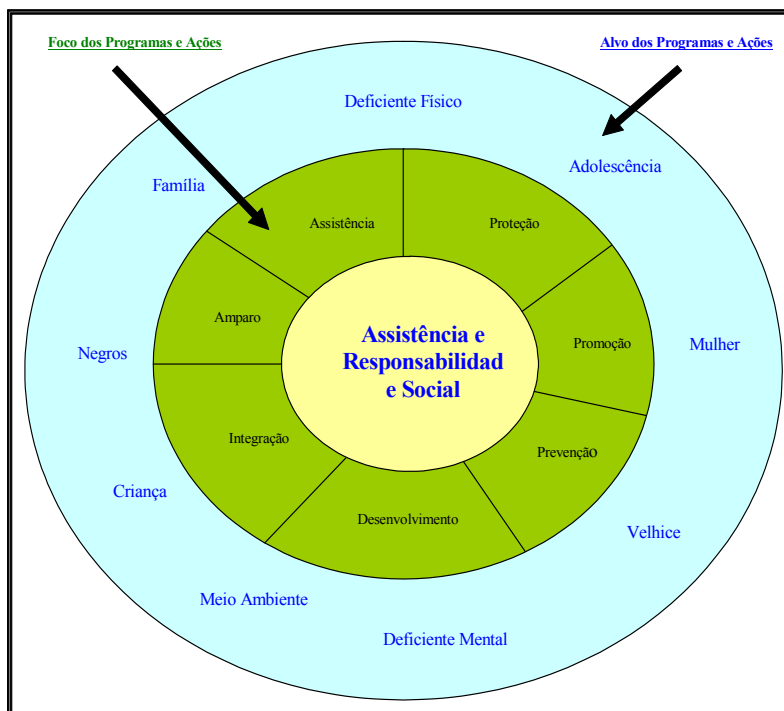 Foco dos Programas e Ações
Alvo dos Programas e Ações
Deficiente Físico
Adolescência
Família
Assistência
Proteção
Amparo
Assistência e
Responsabilidad
e Social
Promoção
Mulher
Negros
Integração
Prevenção
Criança
Desenvolvimento
Velhice
Meio Ambiente
Deficiente Mental